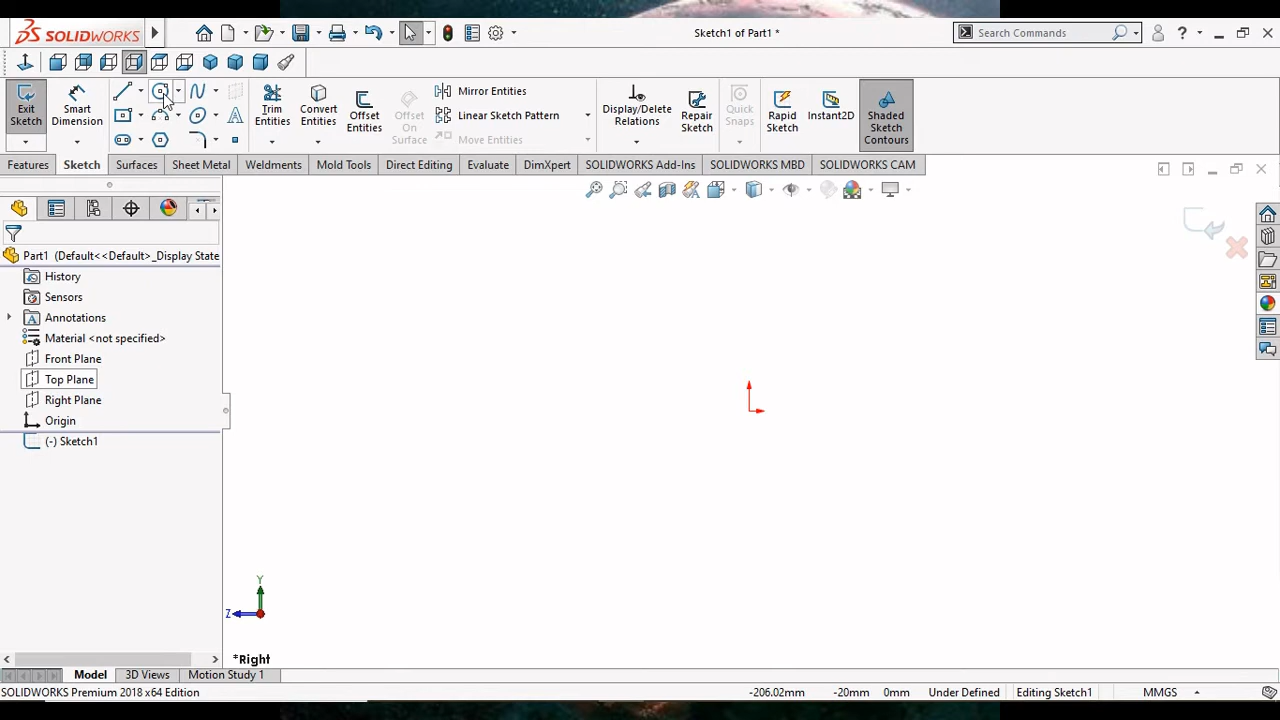 SOLIDWORKS
Sketch1 of Part1 *
Search Commands
?
Exit Sketch
Smart Dimension
Trim Entities
Convert Entities
Offset Entities
Offset On Surface
Mirror Entities
Linear Sketch Pattern
Move Entities
Display/Delete Relations
Repair Sketch
Quick Snaps
Rapid Sketch
Instant2D
Shaded Sketch Contours
Features
Sketch
Surfaces
Sheet Metal
Weldments
Mold Tools
Direct Editing
Evaluate
DimXpert
SOLIDWORKS Add-Ins
SOLIDWORKS MBD
SOLIDWORKS CAM
Part1 (Default<<Default>_Display State
History
Sensors
Annotations
Material <not specified>
Front Plane
Top Plane
Right Plane
Origin
(-) Sketch1
Y
Z
*Right
Model
3D Views
Motion Study 1
SOLIDWORKS Premium 2018 x64 Edition
-206.02mm
-20mm
0mm
Under Defined
Editing Sketch1
MMGS